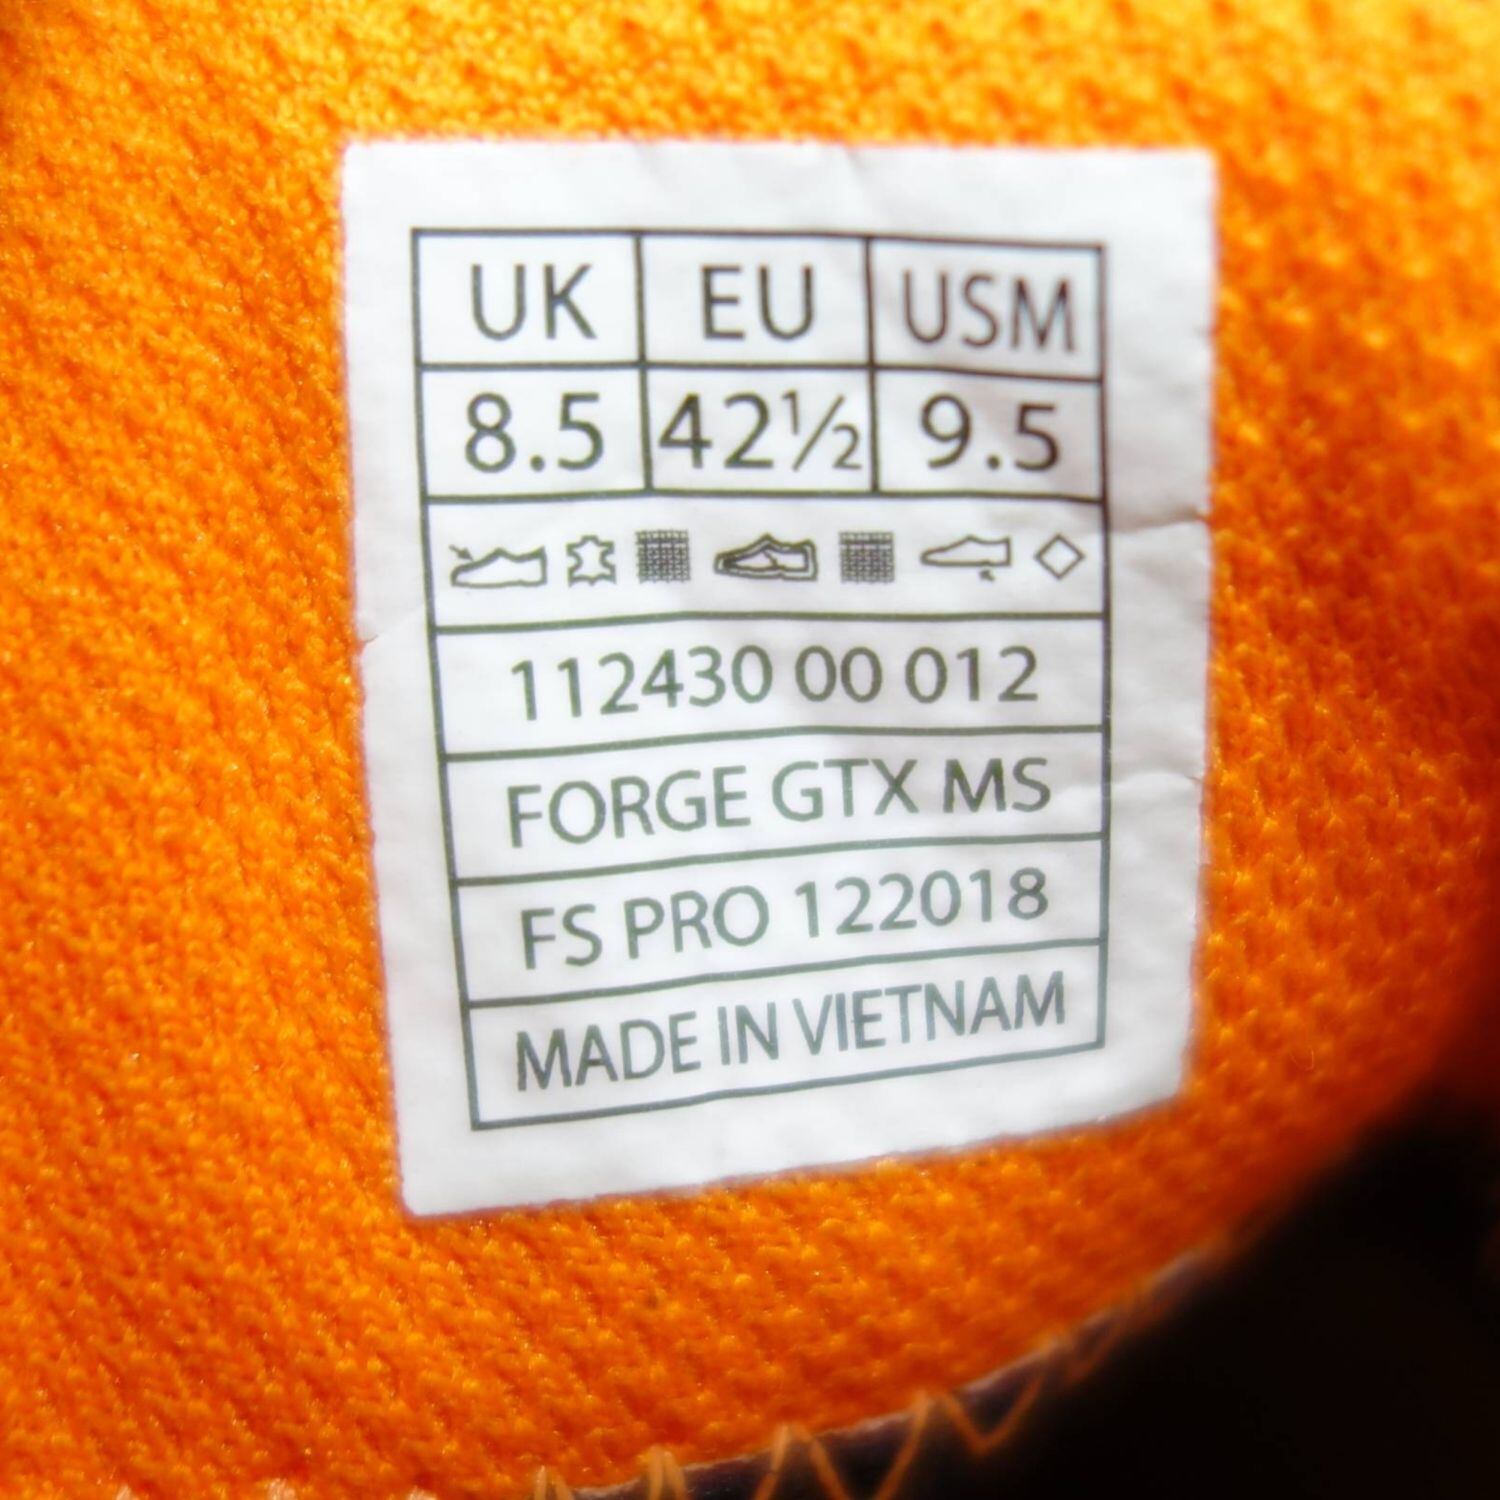 UK EU USM
8.5 42½ 9.5
112430 00 012
FORGE GTX MS
FS PRO 122018
MADE IN VIETNAM